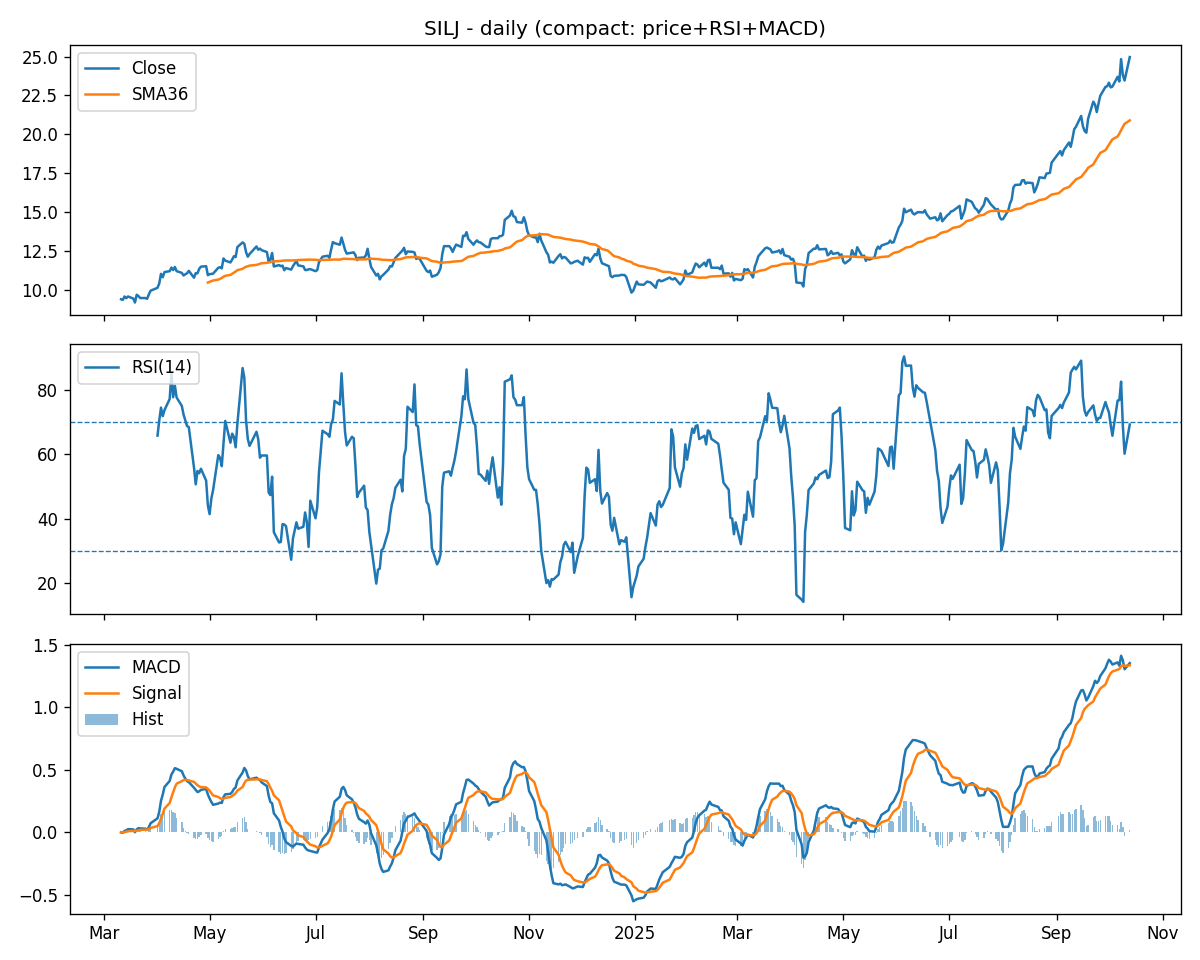 SILJ - daily (compact: price+RSI+MACD)
25.0
22.5
20.0
17.5
15.0
12.5
10.0
Close
SMA36
80
60
40
20
RSI(14)
1.5
1.0
0.5
0.0
−0.5
MACD
Signal
Hist
Mar May Jul Sep Nov 2025 Mar May Jul Sep Nov